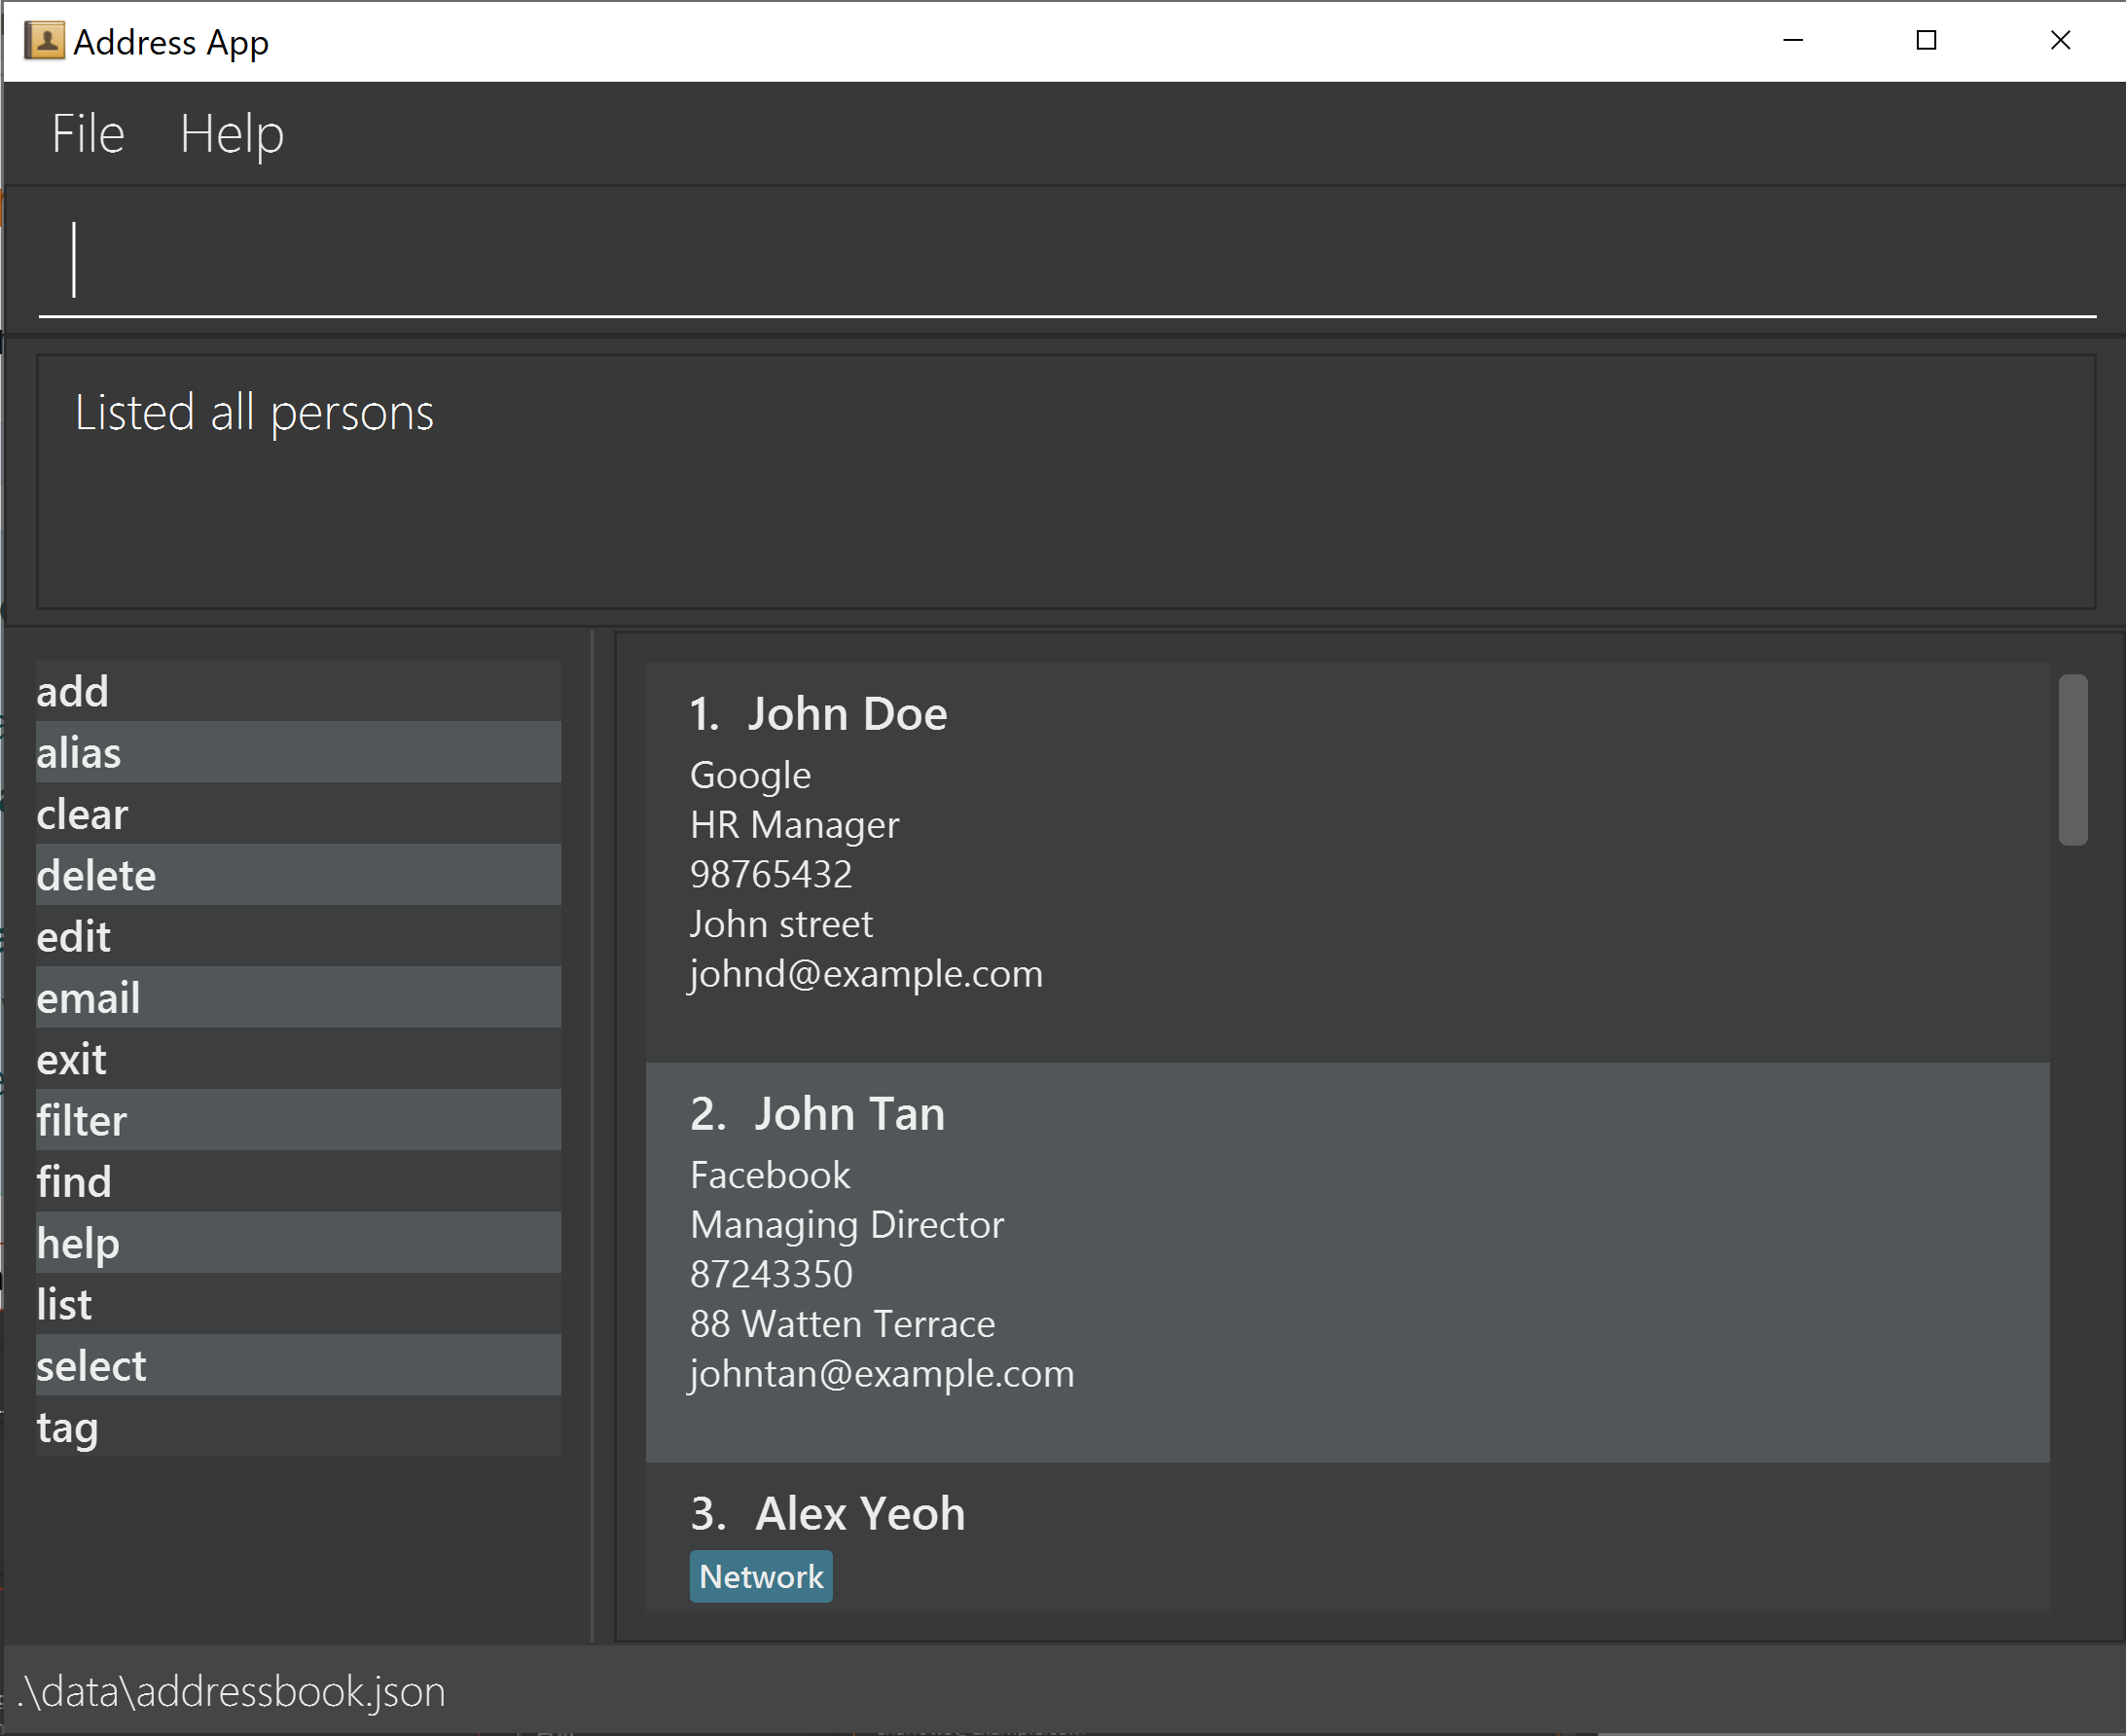 Address App
File Help
Listed all persons
add
alias
clear
delete
edit
email
exit
filter
find
help
list
select
tag
1. John Doe
Google
HR Manager
98765432
John street
johnd@example.com
2. John Tan
Facebook
Managing Director
87243350
88 Watten Terrace
johntan@example.com
3. Alex Yeoh
Network
.\data\addressbook.json